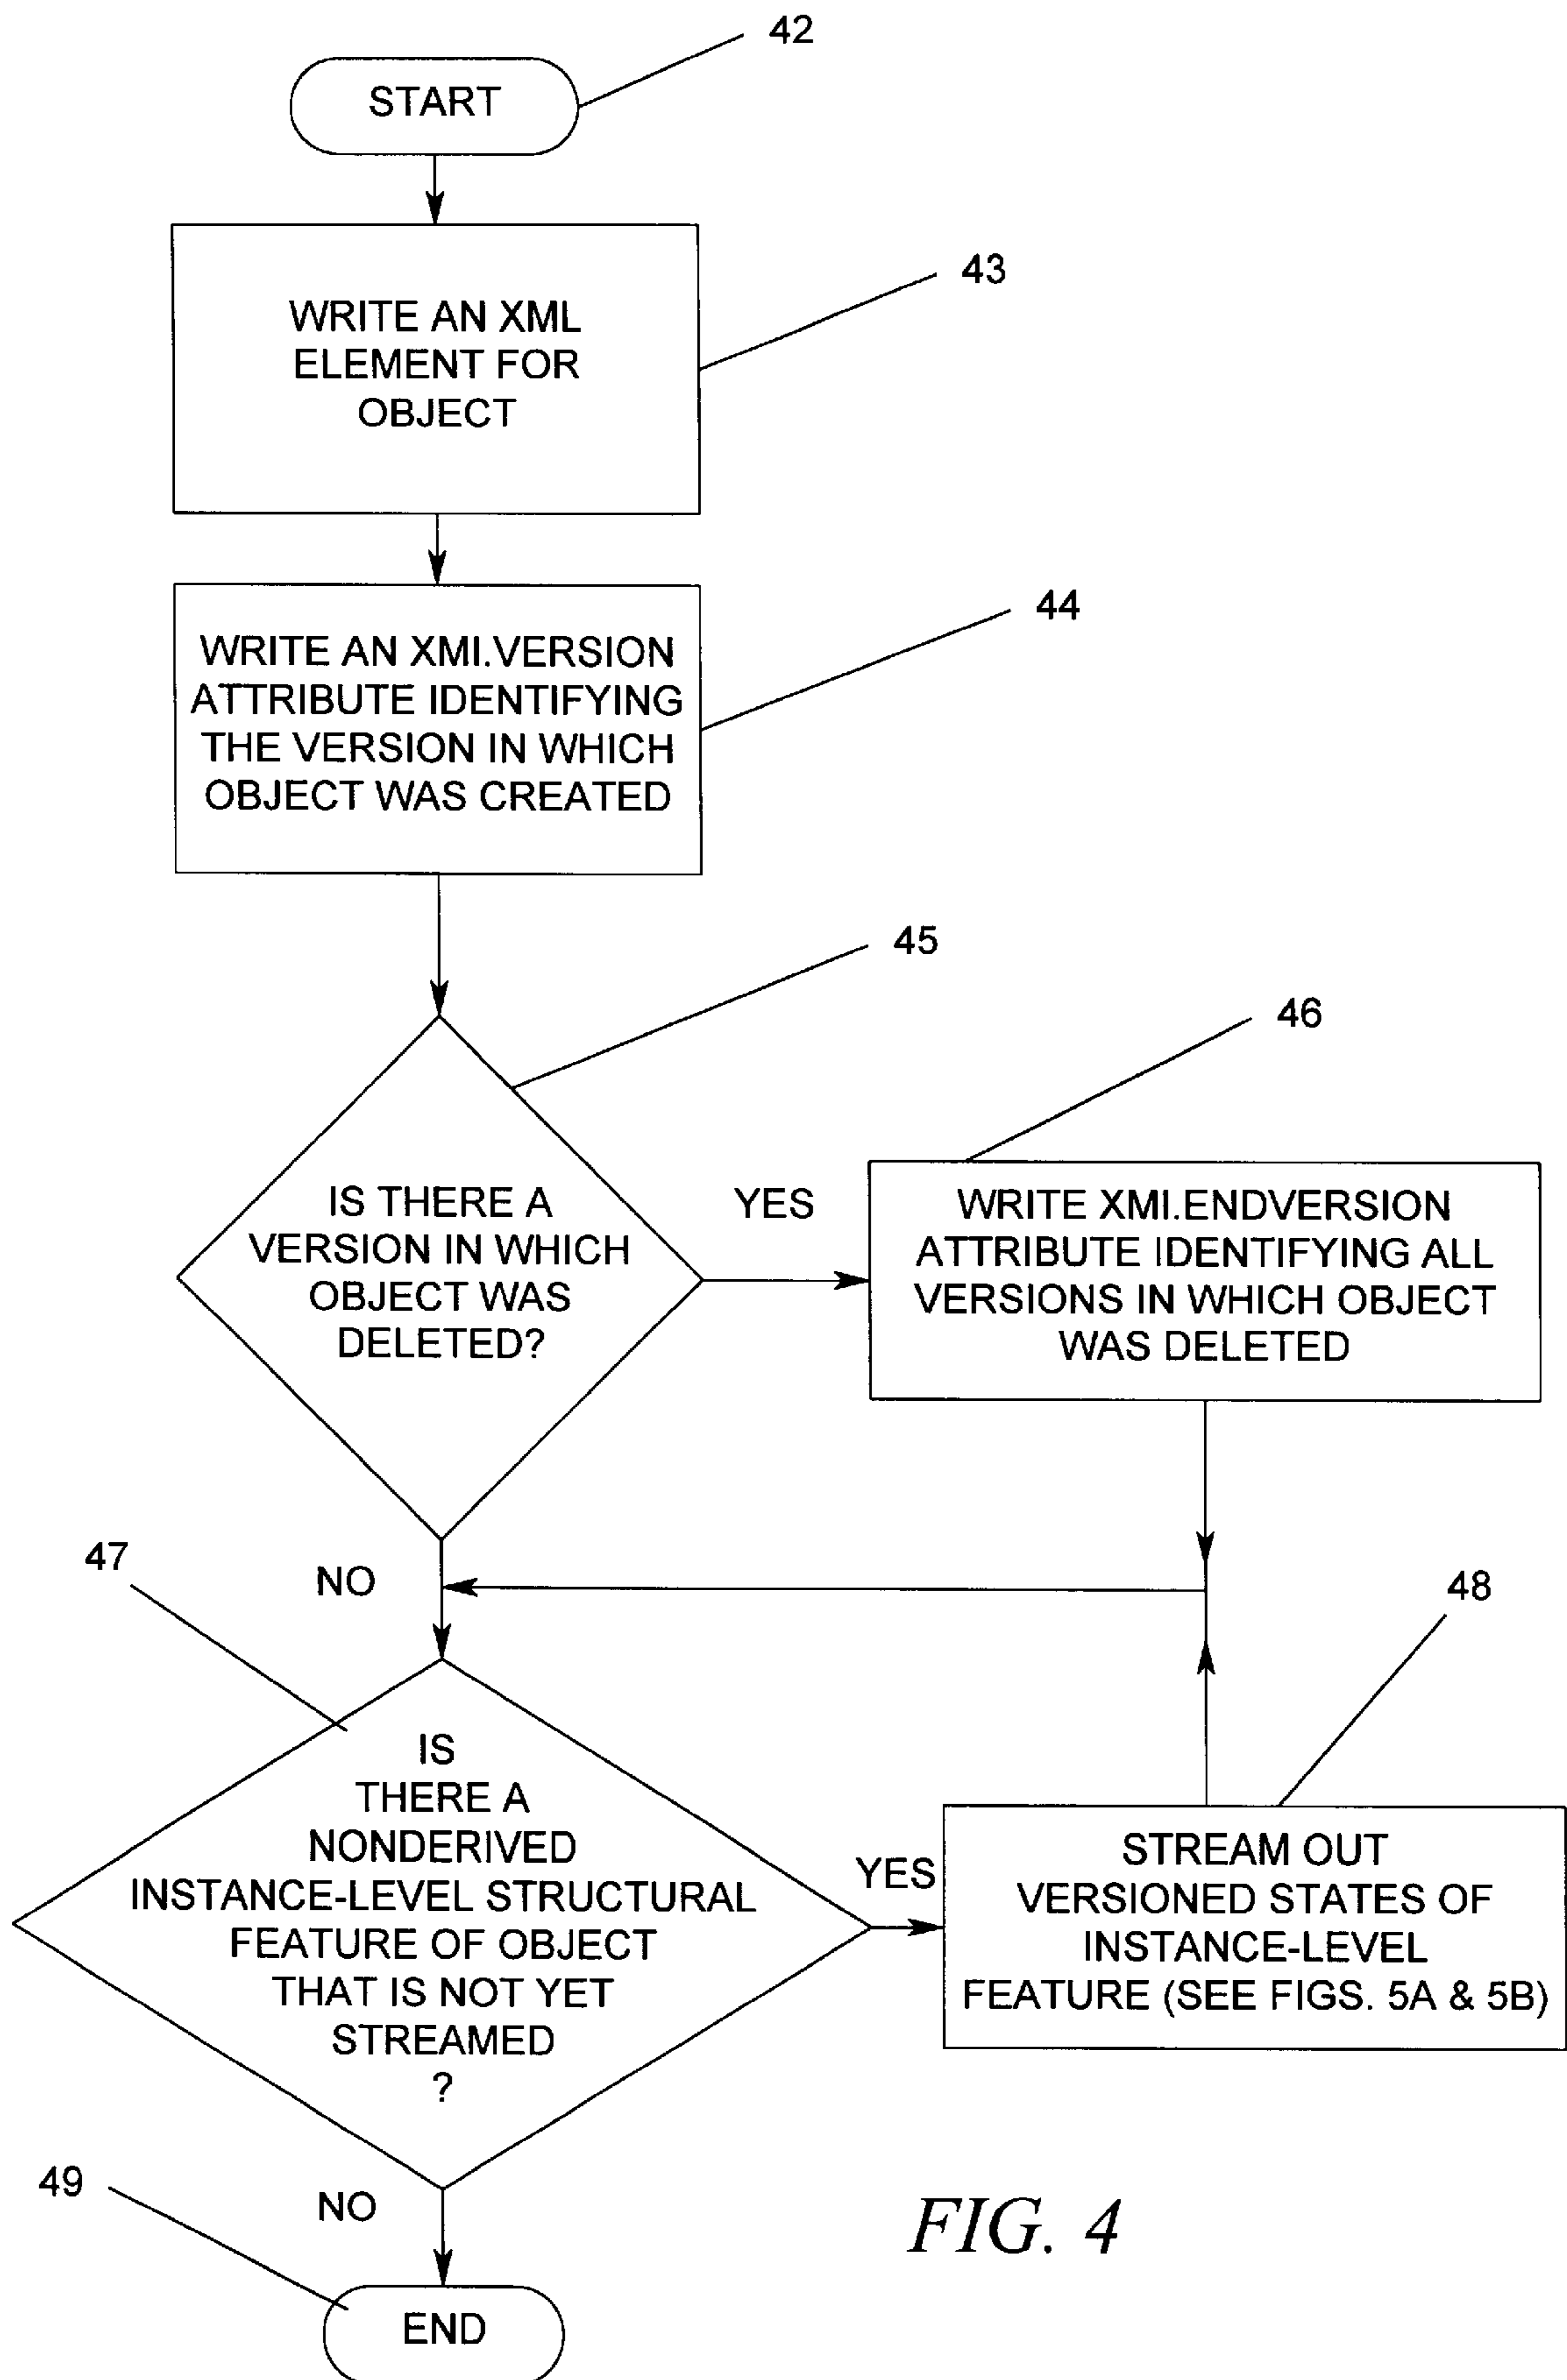 42
START
43
WRITE AN XML
ELEMENT FOR
OBJECT
44
WRITE AN XMI.VERSION
ATTRIBUTE IDENTIFYING
THE VERSION IN WHICH
OBJECT WAS CREATED
45
46
IS THERE A
VERSION IN WHICH
OBJECT WAS
DELETED?
YES
WRITE XMI.ENDVERSION
ATTRIBUTE IDENTIFYING ALL
VERSIONS IN WHICH OBJECT
WAS DELETED
47
NO
48
IS
THERE A
NONDERIVED
INSTANCE-LEVEL STRUCTURAL
FEATURE OF OBJECT
THAT IS NOT YET
STREAMED
?
YES
STREAM OUT
VERSIONED STATES OF
INSTANCE-LEVEL
FEATURE (SEE FIGS. 5A & 5B)
49
NO
FIG. 4
END